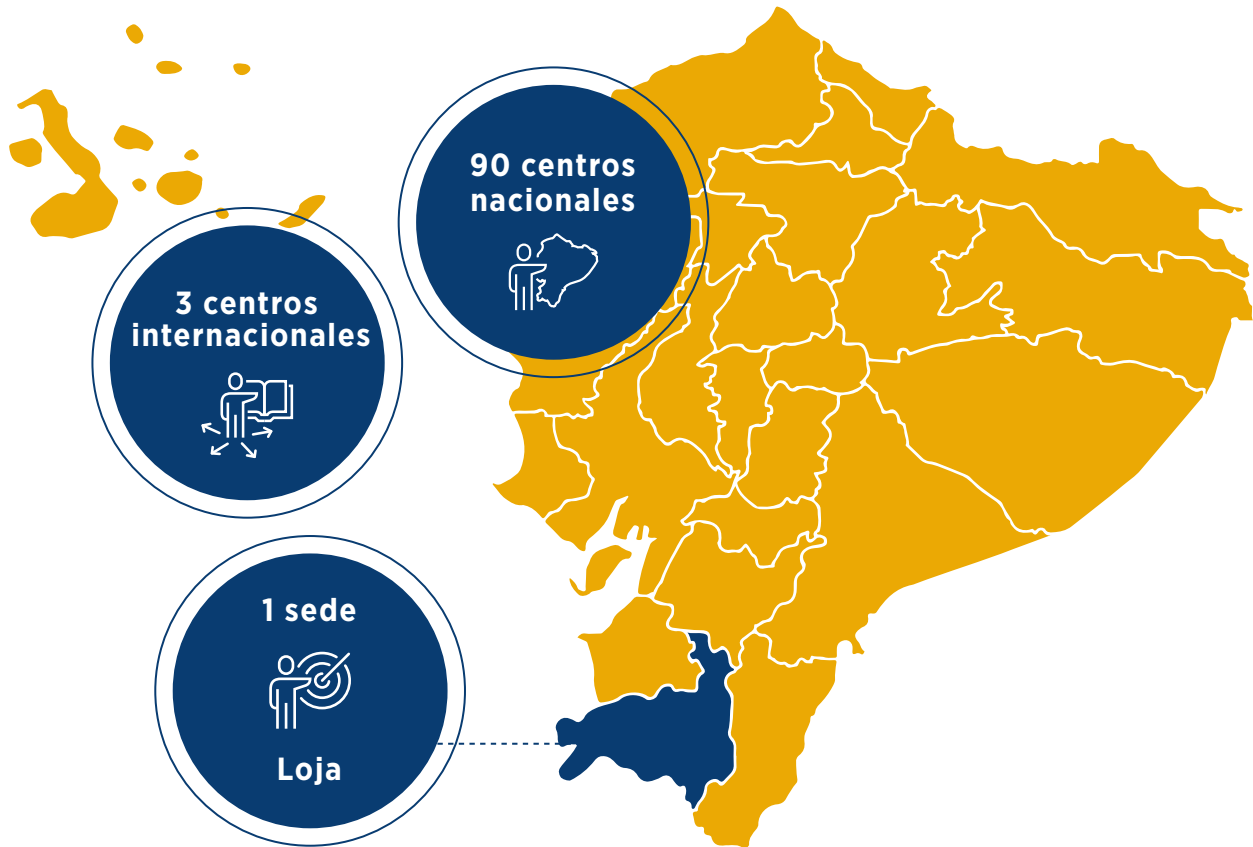 90 centros
nacionales
3 centros
internacionales
1 sede
Loja